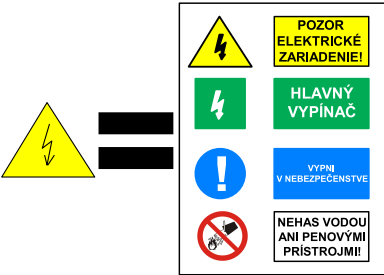 POZOR
ELEKTRICKÉ
ZARIADENIE!
HLAVNÝ
VYPÍNAČ
VYPNI
V NEBEZPEČENSTVE
NEHAS VODOU
ANI PENOVÝMI
PRÍSTROJMI!